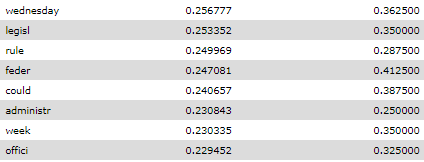 wednesday 0.256777 0.362500
legisl 0.253352 0.350000
rule 0.249969 0.287500
feder 0.247081 0.412500
could 0.240657 0.387500
administr 0.230843 0.250000
week 0.230335 0.350000
offici 0.229452 0.325000